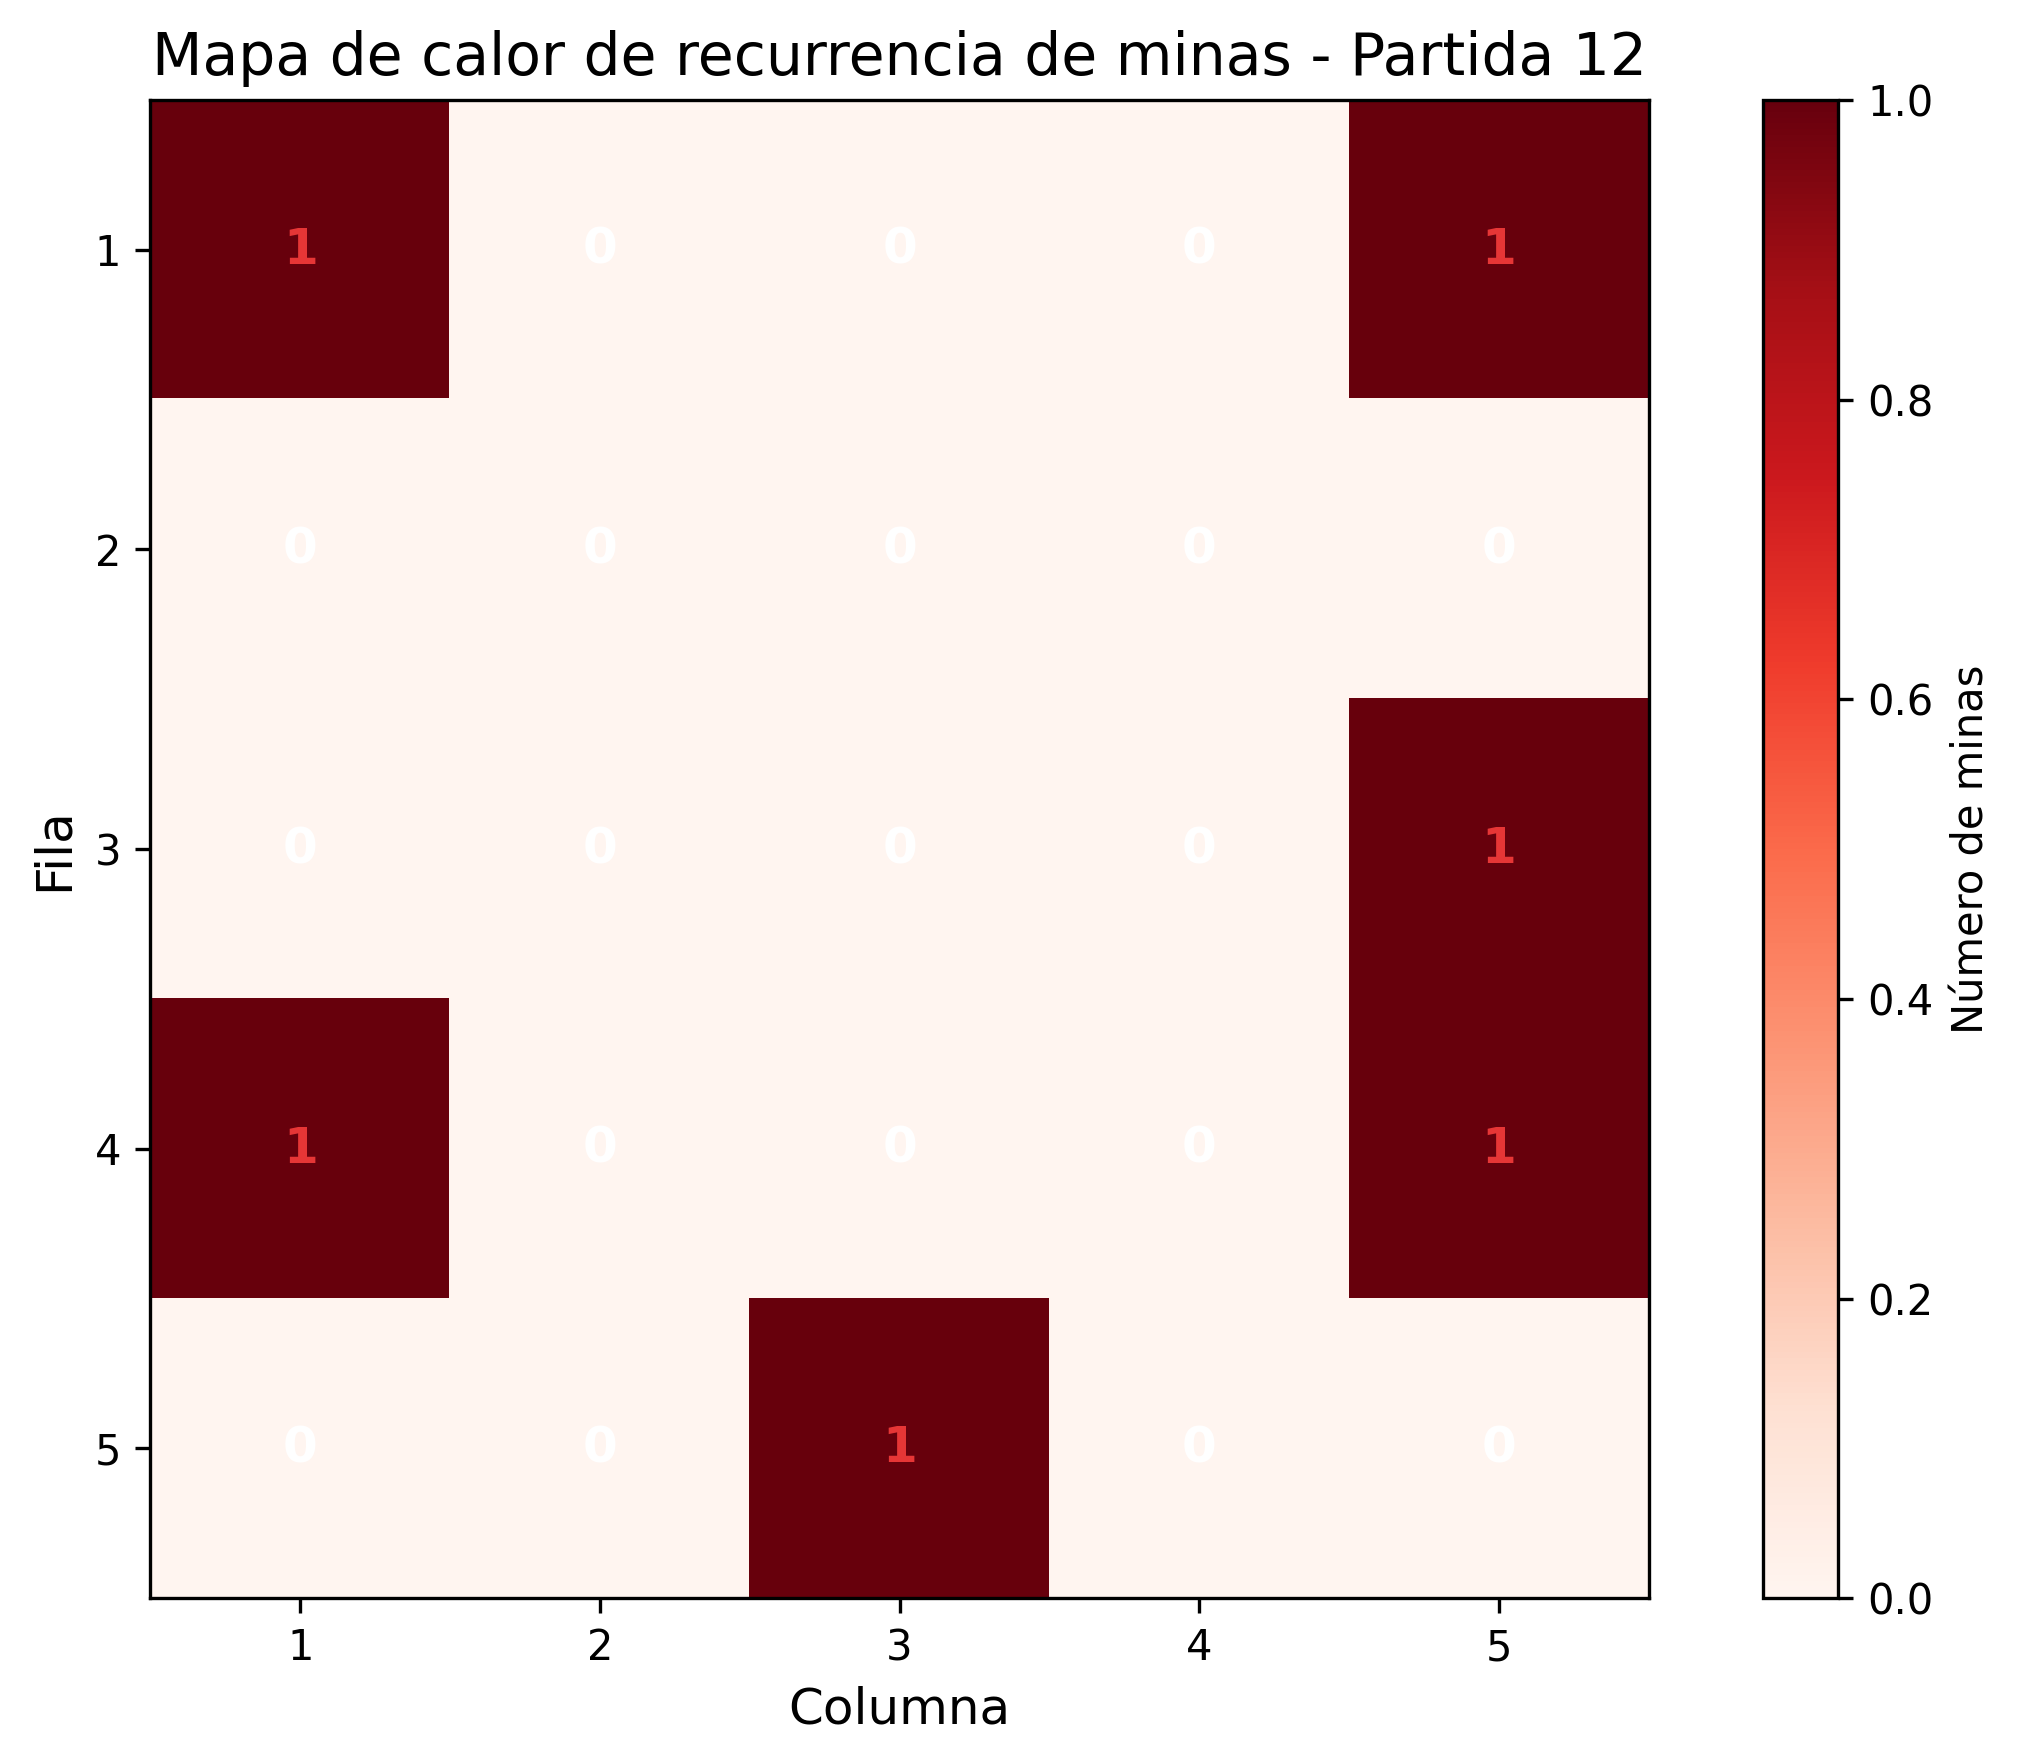 Mapa de calor de recurrencia de minas - Partida 12
1 1 0 0 0 1
2 0 0 0 0 0
3 0 0 0 0 1
4 1 0 0 0 1
5 0 0 1 0 0
1 2 3 4 5
Fila
Columna
1.0
0.8
0.6
0.4
0.2
0.0
Número de minas